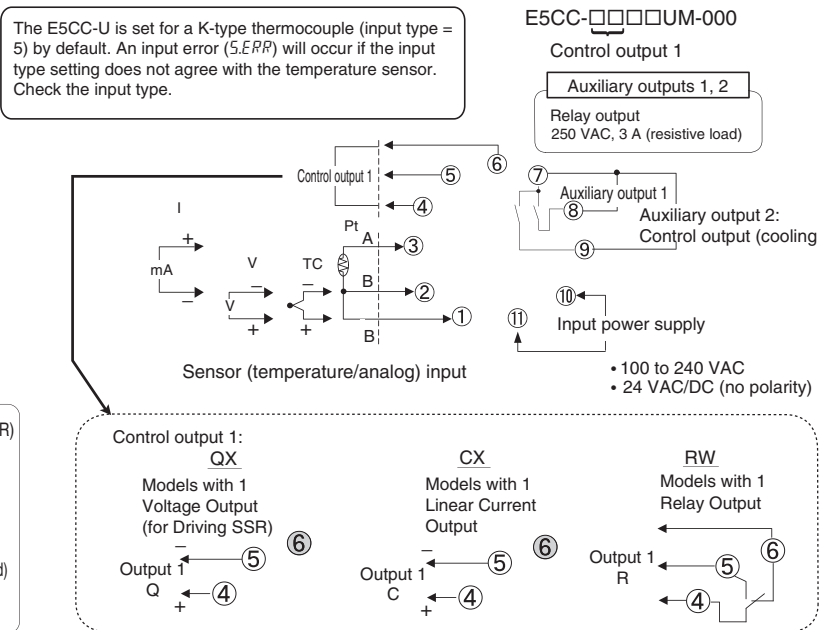 The E5CC-U is set for a K-type thermocouple (input type =
5) by default. An input error (S.ERR) will occur if the input
type setting does not agree with the temperature sensor.
Check the input type.
E5CC-□□□□UM-000
Control output 1
Auxiliary outputs 1, 2
Relay output
250 VAC, 3 A (resistive load)
Control output 1
⑥
⑤
④
⑦
Auxiliary output 1
⑧
Auxiliary output 2:
Control output (cooling
⑨
I
+
mA
–
V
–
V
+
TC
–
+
Pt
A
③
B
②
B
①
⑩
⑪
Input power supply
Sensor (temperature/analog) input
• 100 to 240 VAC
• 24 VAC/DC (no polarity)
R)
d)
Control output 1:
QX
Models with 1
Voltage Output
(for Driving SSR)
⑥
–
⑤
Output 1
Q
④
+
CX
Models with 1
Linear Current
Output
⑥
–
⑤
Output 1
C
④
+
RW
Models with 1
Relay Output
⑥
Output 1
R
⑤
④